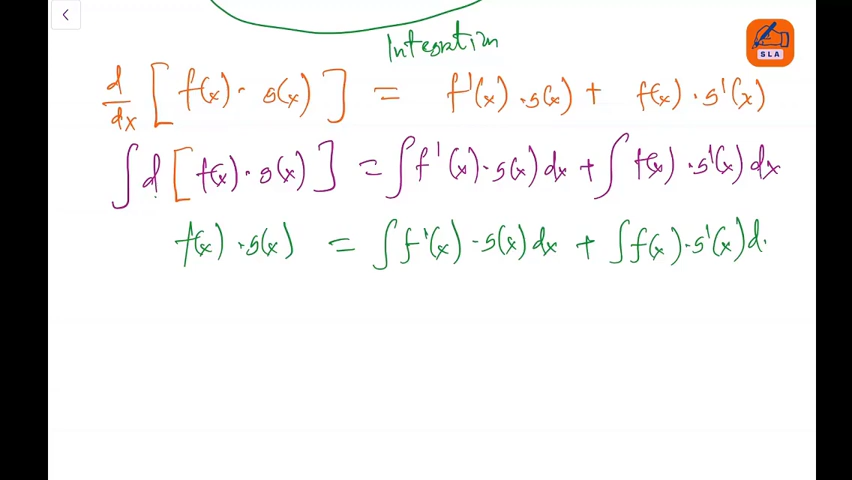 Integration
SLA
d/dx [f(x) · g(x)] = f'(x) · g(x) + f(x) · g'(x)
∫ d [f(x) · g(x)] = ∫ f'(x) · g(x) dx + ∫ f(x) · g'(x) dx
f(x) · g(x) = ∫ f'(x) · g(x) dx + ∫ f(x) · g'(x) d